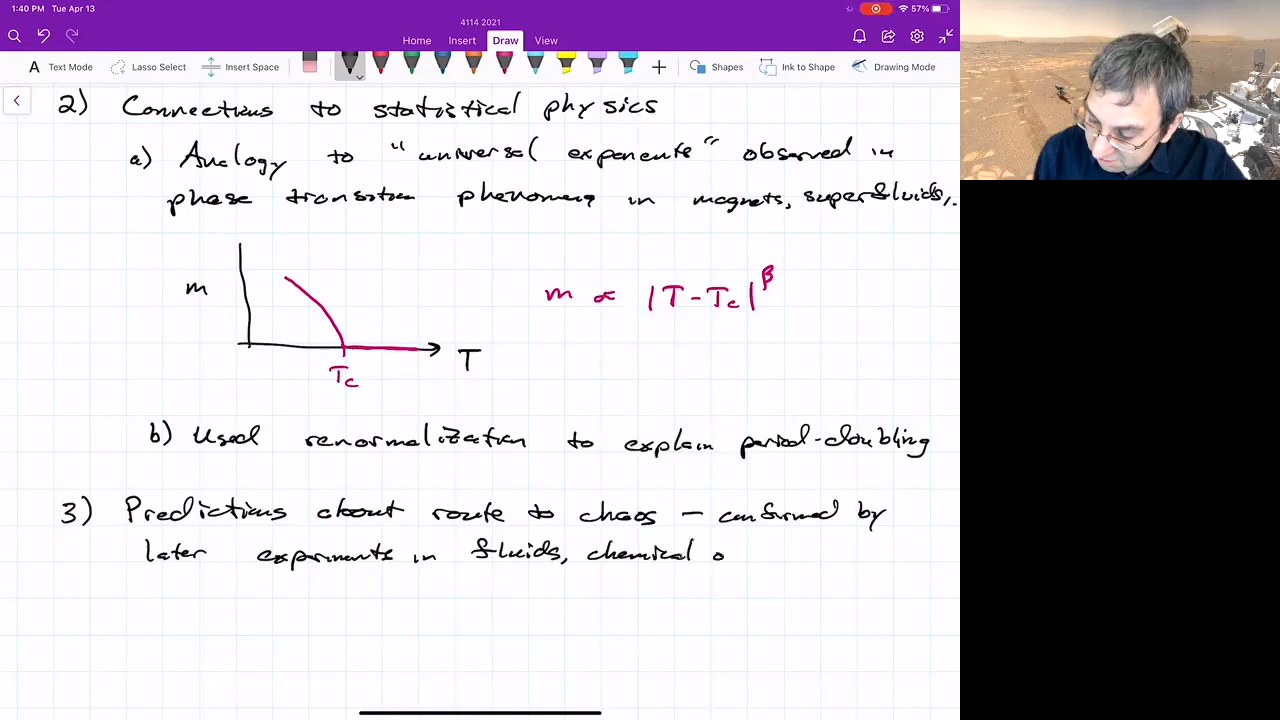 1:40 PM Tue Apr 13
57%
4114 2021
Home Insert Draw View
Text Mode Lasso Select Insert Space Shapes Ink to Shape Drawing Mode
2) Connections to statistical physics
a) Analogy to "universal exponents" observed in
phase transition phenomena in magnets, superfluids,..
m
m ∝ |T - Tc|^β
T
Tc
b) Used renormalization to explain period-doubling
3) Predictions about route to chaos - confirmed by
later experiments in fluids, chemical o